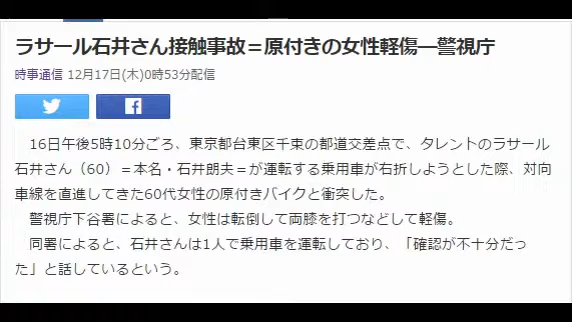 ラサール石井さん接触事故＝原付きの女性軽傷―警視庁
時事通信 12月17日(木)0時53分配信
16日午後5時10分ごろ、東京都台東区千束の都道交差点で、タレントのラサール
石井さん（60）＝本名・石井朗夫＝が運転する乗用車が右折しようとした際、対向
車線を直進してきた60代女性の原付きバイクと衝突した。
警視庁下谷署によると、女性は転倒して両膝を打つなどして軽傷。
同署によると、石井さんは1人で乗用車を運転しており、「確認が不十分だっ
た」と話しているという。